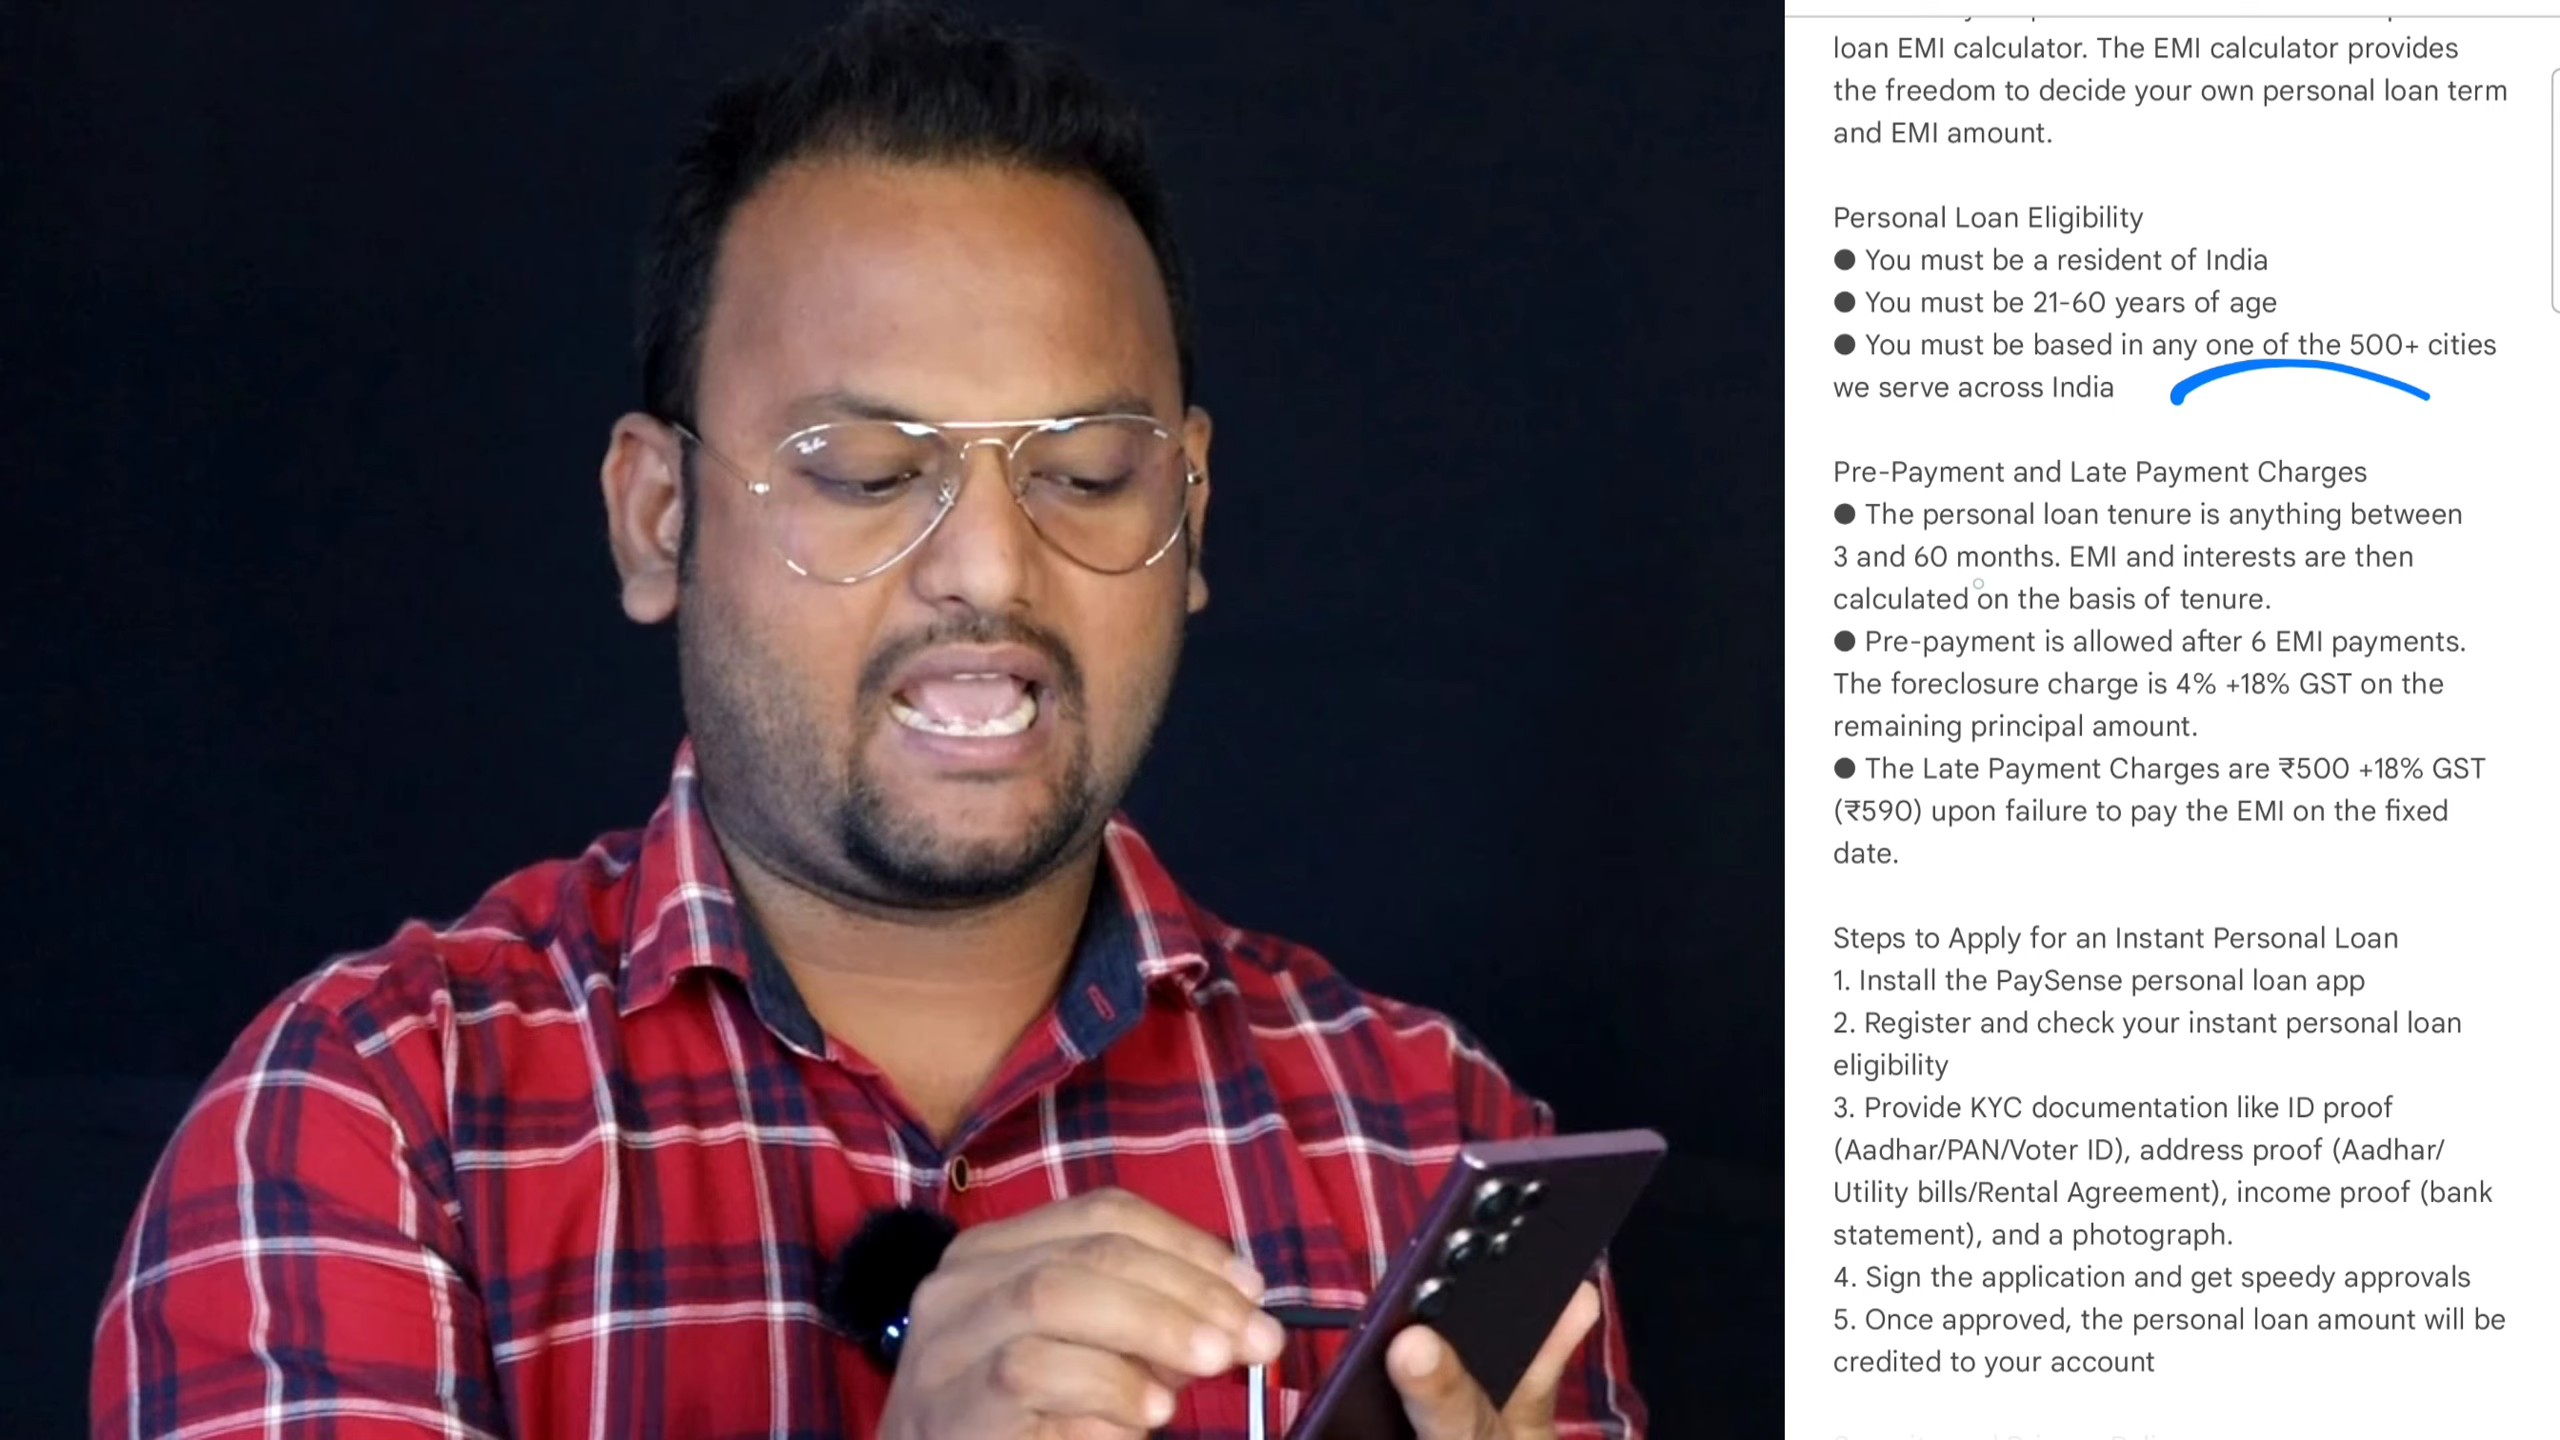 loan EMI calculator. The EMI calculator provides
the freedom to decide your own personal loan term
and EMI amount.
Personal Loan Eligibility
● You must be a resident of India
● You must be 21-60 years of age
● You must be based in any one of the 500+ cities
we serve across India
Pre-Payment and Late Payment Charges
● The personal loan tenure is anything between
3 and 60 months. EMI and interests are then
calculated on the basis of tenure.
● Pre-payment is allowed after 6 EMI payments.
The foreclosure charge is 4% +18% GST on the
remaining principal amount.
● The Late Payment Charges are ₹500 +18% GST
(₹590) upon failure to pay the EMI on the fixed
date.
Steps to Apply for an Instant Personal Loan
1. Install the PaySense personal loan app
2. Register and check your instant personal loan
eligibility
3. Provide KYC documentation like ID proof
(Aadhar/PAN/Voter ID), address proof (Aadhar/
Utility bills/Rental Agreement), income proof (bank
statement), and a photograph.
4. Sign the application and get speedy approvals
5. Once approved, the personal loan amount will be
credited to your account
Ray-Ban